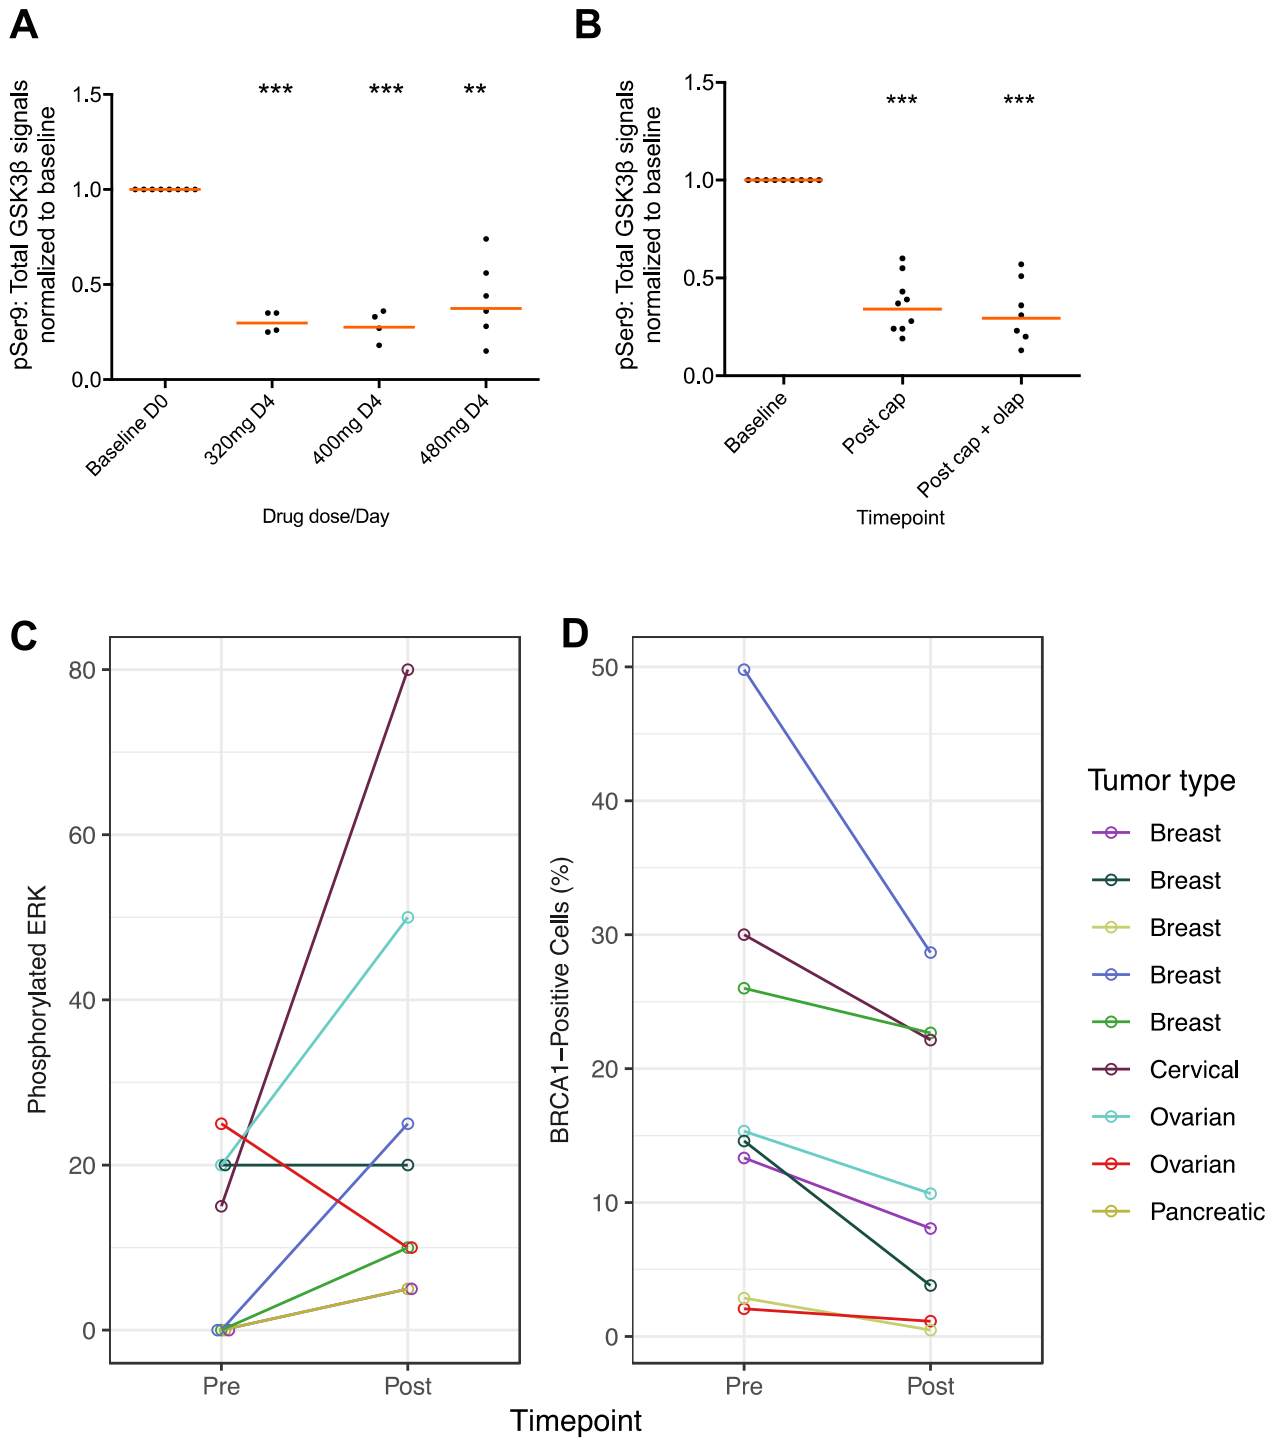 A
pSer9: Total GSK3β signals
normalized to baseline
1.5
1.0
0.5
0.0
***
***
**
Baseline D0
320mg D4
400mg D4
480mg D4
Drug dose/Day
B
pSer9: Total GSK3β signals
normalized to baseline
1.5
1.0
0.5
0.0
***
***
Baseline
Post cap
Post cap + olap
Timepoint
C
Phosphorylated ERK
80
60
40
20
0
Pre
Post
D
BRCA1−Positive Cells (%)
50
40
30
20
10
0
Pre
Post
Timepoint
Tumor type
Breast
Breast
Breast
Breast
Breast
Cervical
Ovarian
Ovarian
Pancreatic